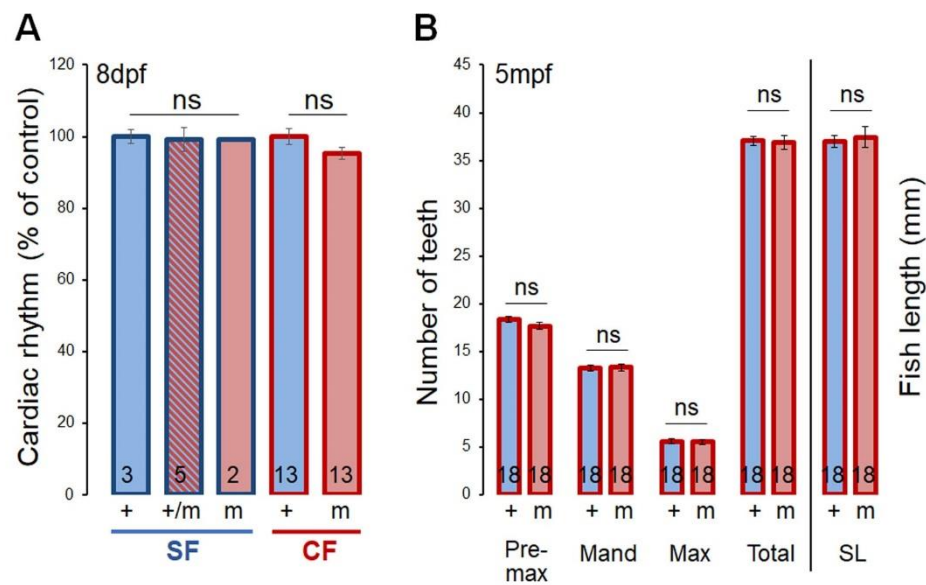 A
B
8dpf
5mpf
Cardiac rhythm (% of control)
120
100
80
60
40
20
0
ns
ns
3
5
2
13
13
+
+/m
m
+
m
SF
CF
Number of teeth
45
40
35
30
25
20
15
10
5
0
ns
ns
ns
ns
ns
18
18
18
18
18
18
18
18
18
18
+ m
+ m
+ m
+ m
+ m
Pre-
max
Mand
Max
Total
SL
Fish length (mm)